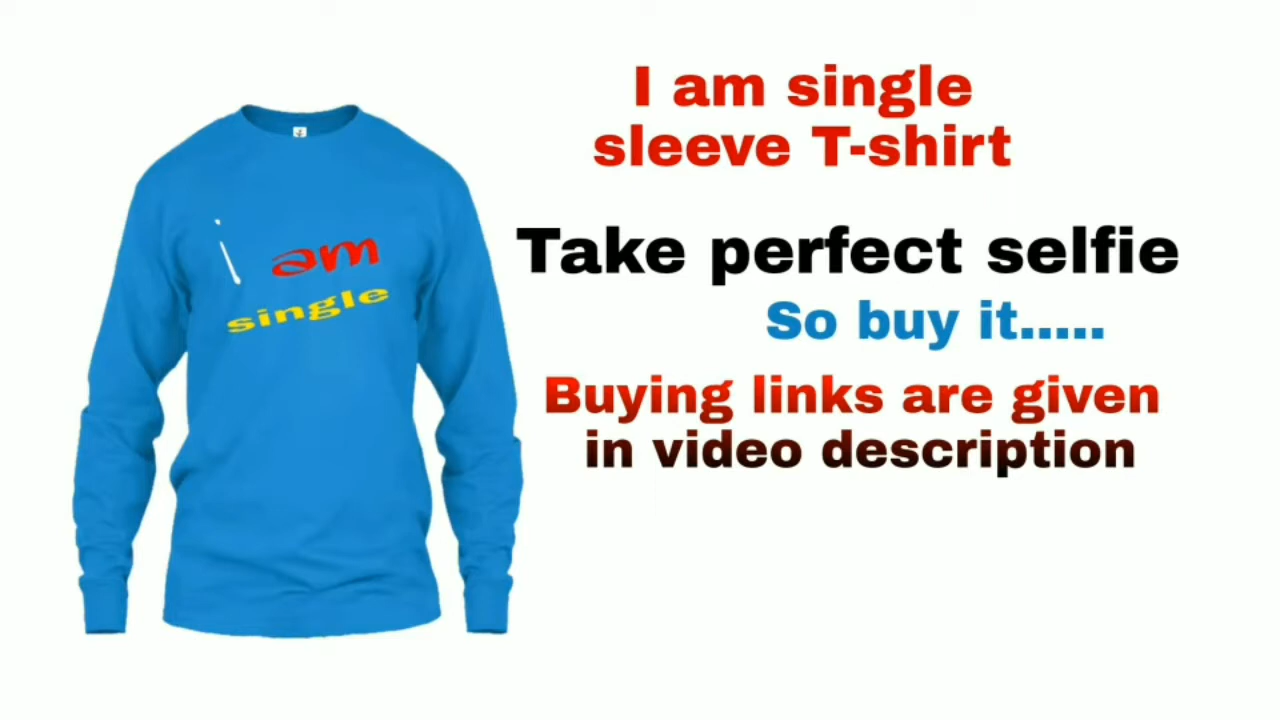 I am single
sleeve T-shirt
i am
single
Take perfect selfie
So buy it.....
Buying links are given
in video description